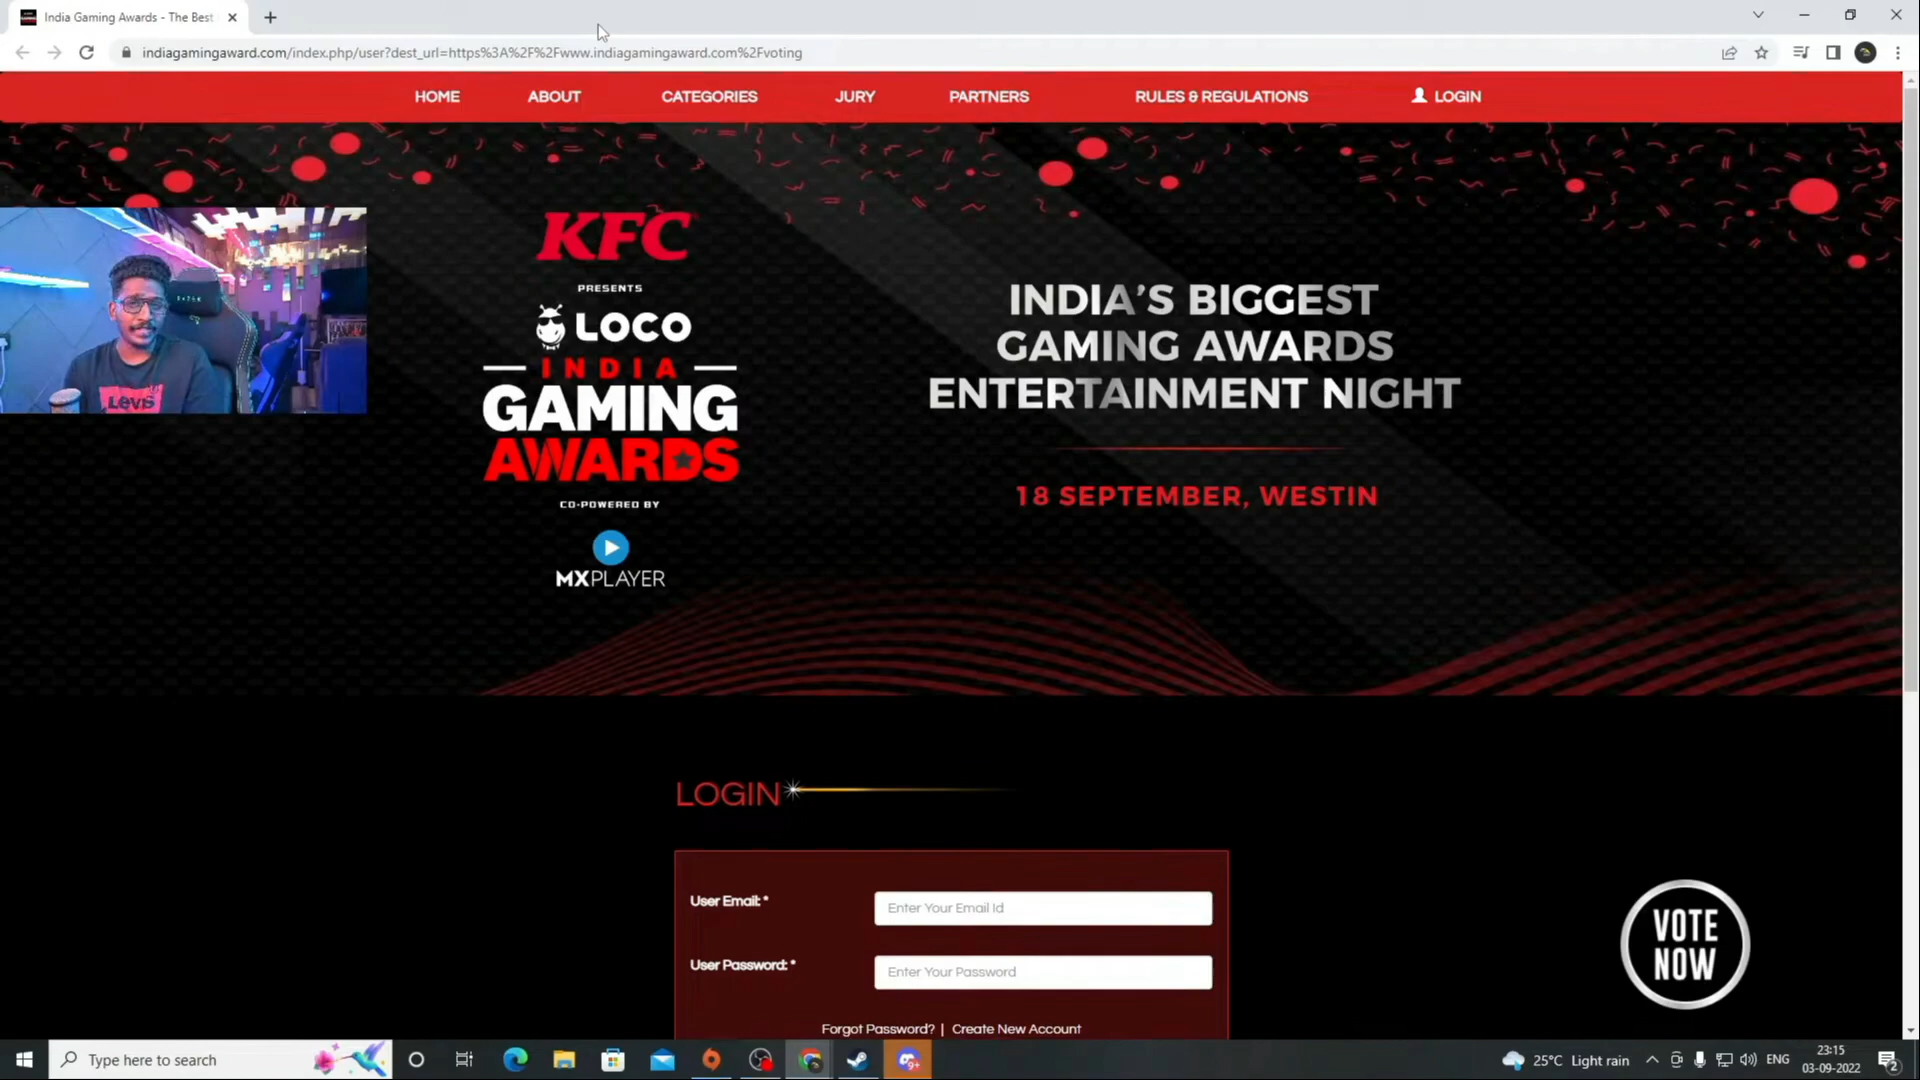 India Gaming Awards - The Best
indiagamingaward.com/index.php/user?dest_url=https%3A%2F%2Fwww.indiagamingaward.com%2Fvoting
HOME ABOUT CATEGORIES JURY PARTNERS RULES & REGULATIONS LOGIN
KFC
PRESENTS
LOCO
INDIA
GAMING
AWARDS
CO-POWERED BY
MXPLAYER
INDIA'S BIGGEST
GAMING AWARDS
ENTERTAINMENT NIGHT
18 SEPTEMBER, WESTIN
Levi's
LOGIN
User Email: * Enter Your Email Id
User Password: * Enter Your Password
Forgot Password? | Create New Account
VOTE
NOW
Type here to search
9+
25°C Light rain
ENG
23:15
03-09-2022
2